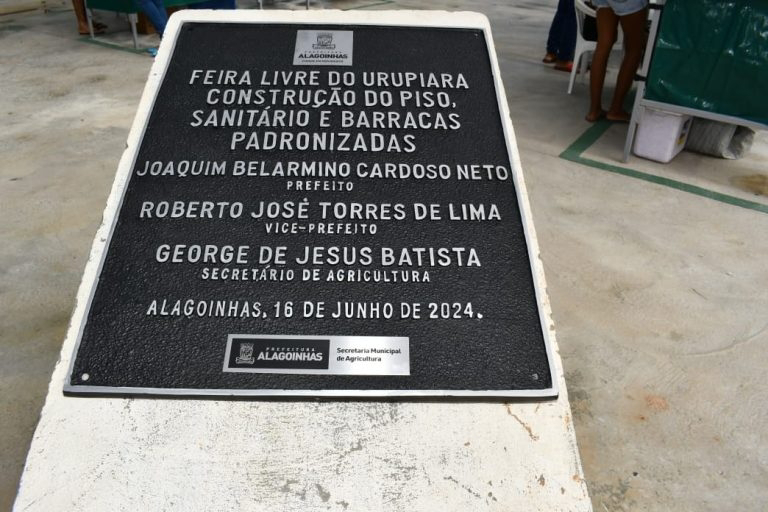 PREFEITURA
ALAGOINHAS
FEIRA LIVRE DO URUPIARA
CONSTRUÇÃO DO PISO,
SANITÁRIO E BARRACAS
PADRONIZADAS
JOAQUIM BELARMINO CARDOSO NETO
PREFEITO
ROBERTO JOSÉ TORRES DE LIMA
VICE-PREFEITO
GEORGE DE JESUS BATISTA
SECRETÁRIO DE AGRICULTURA
ALAGOINHAS, 16 DE JUNHO DE 2024.
PREFEITURA
ALAGOINHAS
Secretaria Municipal
de Agricultura